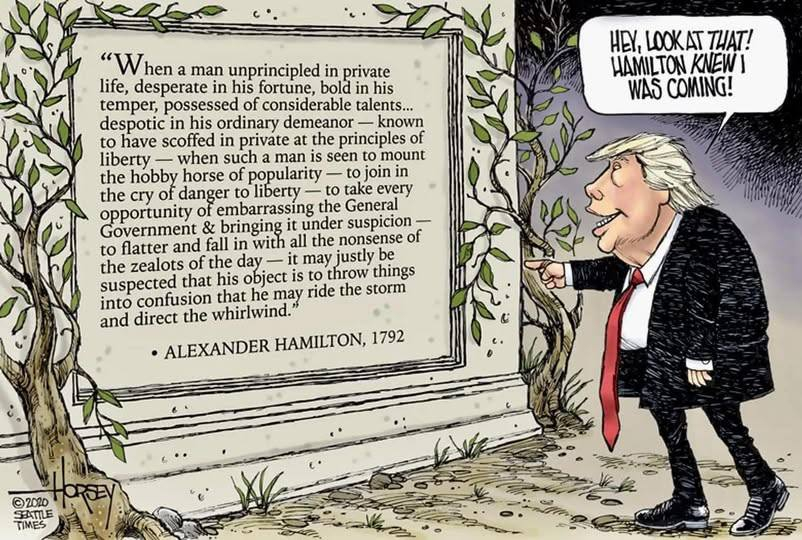 “When a man unprincipled in private
life, desperate in his fortune, bold in his
temper, possessed of considerable talents...
despotic in his ordinary demeanor — known
to have scoffed in private at the principles of
liberty — when such a man is seen to mount
the hobby horse of popularity — to join in
the cry of danger to liberty — to take every
opportunity of embarrassing the General
Government & bringing it under suspicion —
to flatter and fall in with all the nonsense of
the zealots of the day — it may justly be
suspected that his object is to throw things
into confusion that he may ride the storm
and direct the whirlwind.”
• ALEXANDER HAMILTON, 1792
HEY, LOOK AT THAT!
HAMILTON KNEW I
WAS COMING!
HORSEY
©2020
SEATTLE
TIMES